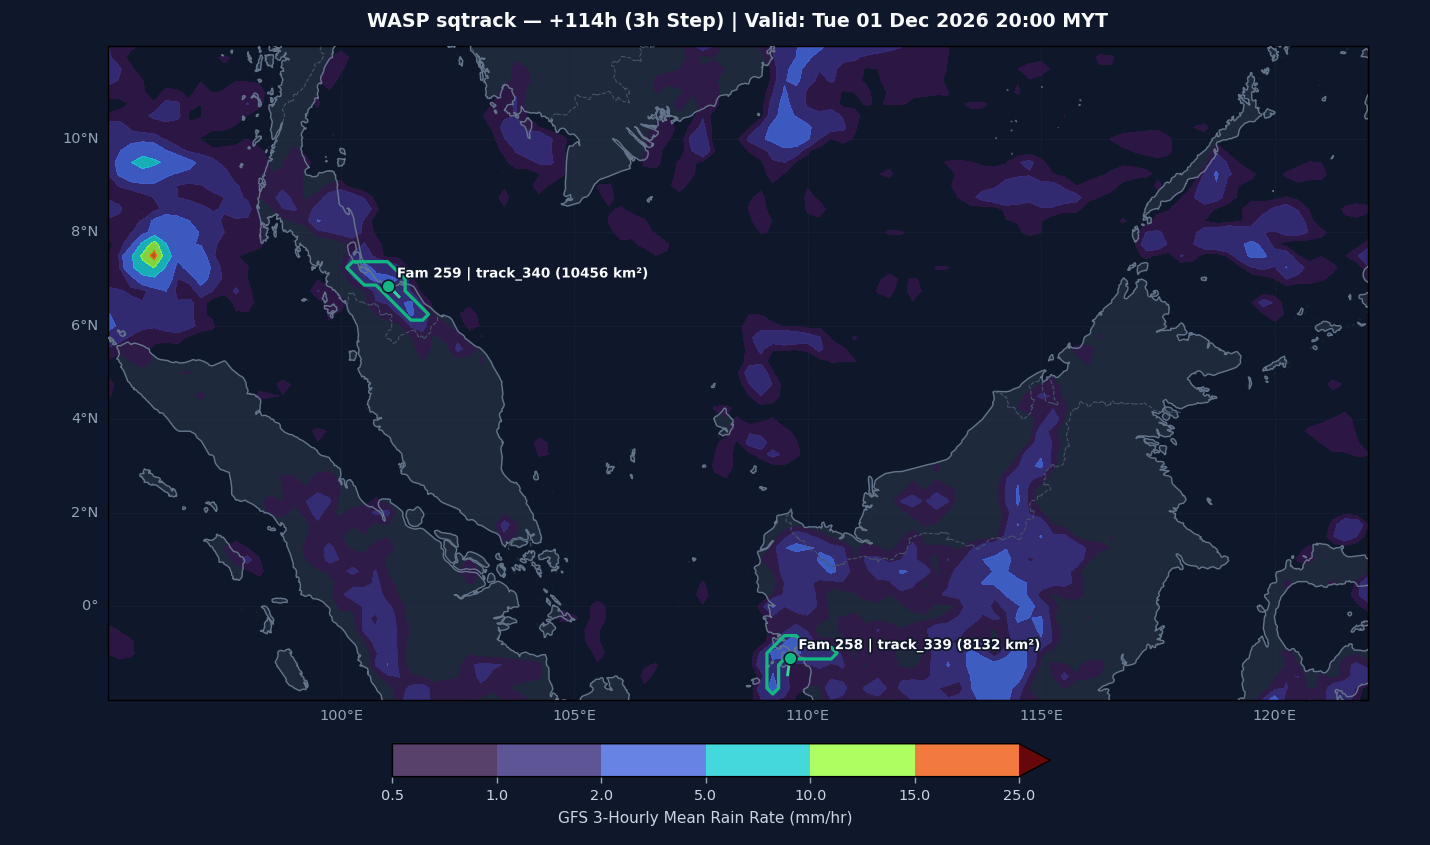 WASP sqtrack — +114h (3h Step) | Valid: Tue 01 Dec 2026 20:00 MYT
10°N
8°N
Fam 259 | track_340 (10456 km²)
6°N
4°N
2°N
0°
Fam 258 | track_339 (8132 km²)
100°E 105°E 110°E 115°E 120°E
0.5 1.0 2.0 5.0 10.0 15.0 25.0
GFS 3-Hourly Mean Rain Rate (mm/hr)